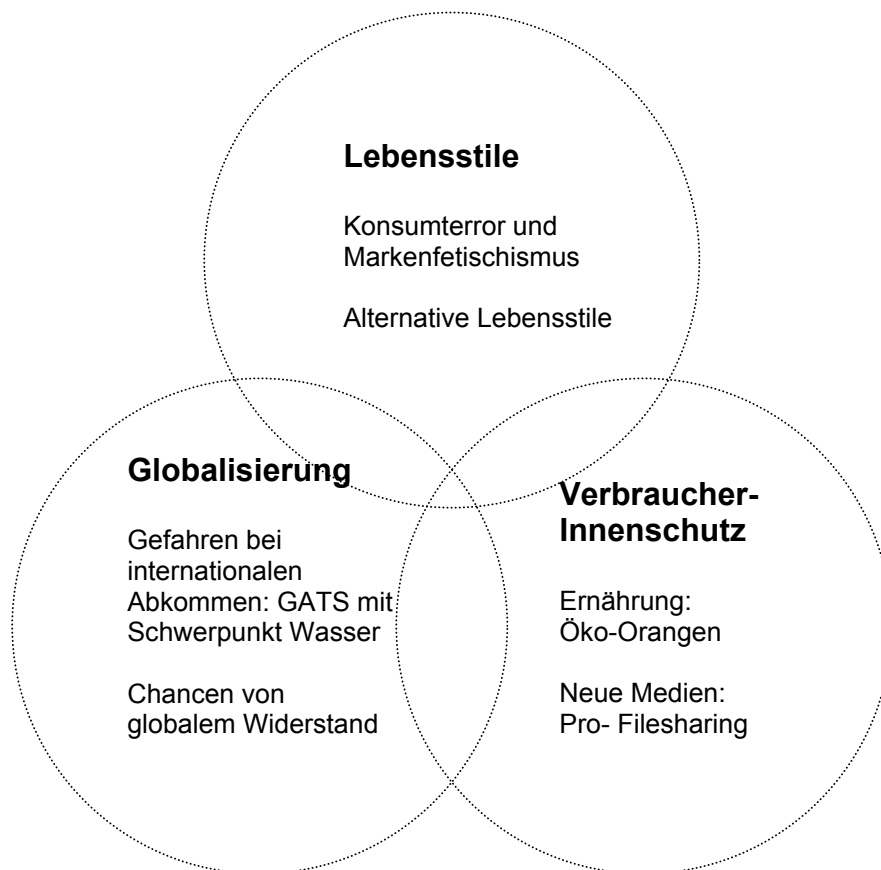 Lebensstile
Konsumterror und
Markenfetischismus
Alternative Lebensstile
Globalisierung
Gefahren bei
internationalen
Abkommen: GATS mit
Schwerpunkt Wasser
Chancen von
globalem Widerstand
Verbraucher-
Innenschutz
Ernährung:
Öko-Orangen
Neue Medien:
Pro- Filesharing